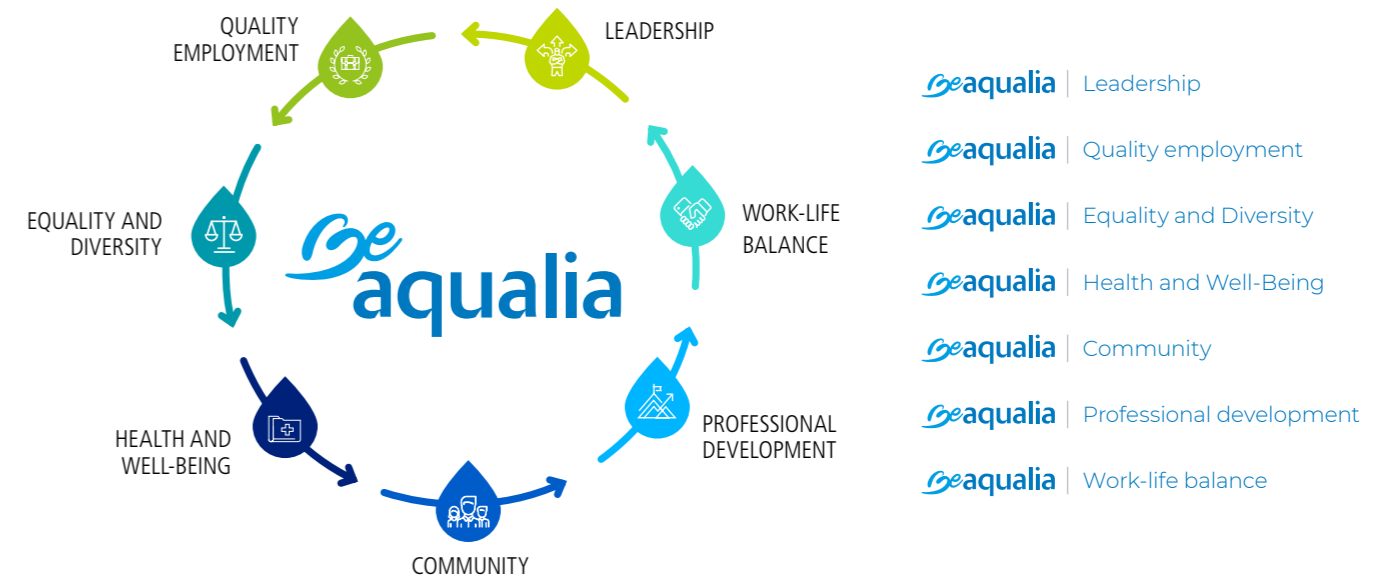 QUALITY
EMPLOYMENT
LEADERSHIP
EQUALITY AND
DIVERSITY
Be
aqualia
WORK-LIFE
BALANCE
HEALTH AND
WELL-BEING
PROFESSIONAL
DEVELOPMENT
COMMUNITY
Beaqualia | Leadership
Beaqualia | Quality employment
Beaqualia | Equality and Diversity
Beaqualia | Health and Well-Being
Beaqualia | Community
Beaqualia | Professional development
Beaqualia | Work-life balance